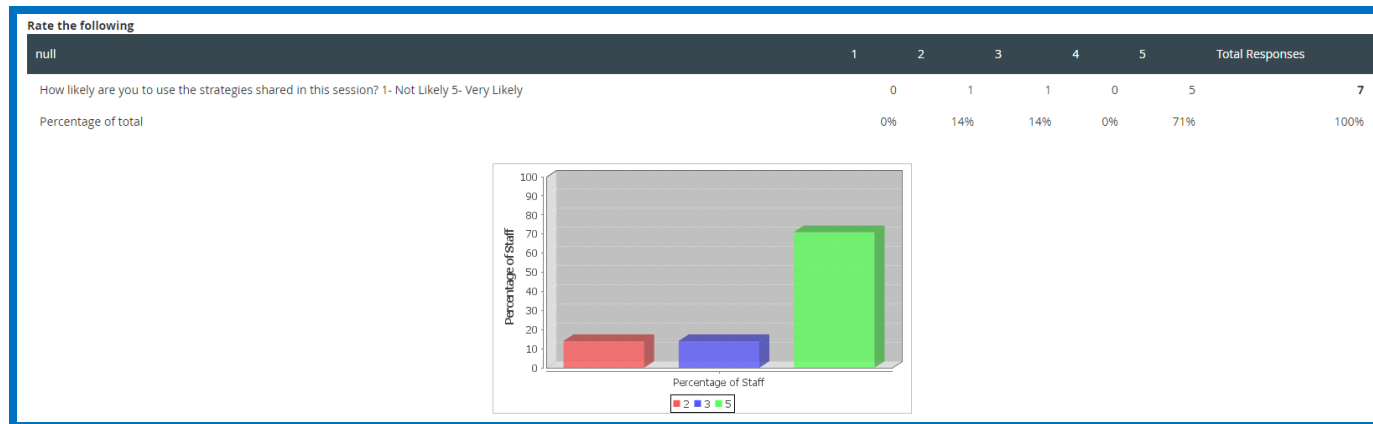 Rate the following
null 1 2 3 4 5 Total Responses
How likely are you to use the strategies shared in this session? 1- Not Likely 5- Very Likely 0 1 1 0 5 7
Percentage of total 0% 14% 14% 0% 71% 100%
100
90
80
70
60
50
40
30
20
10
0
Percentage of Staff
Percentage of Staff
2 3 5